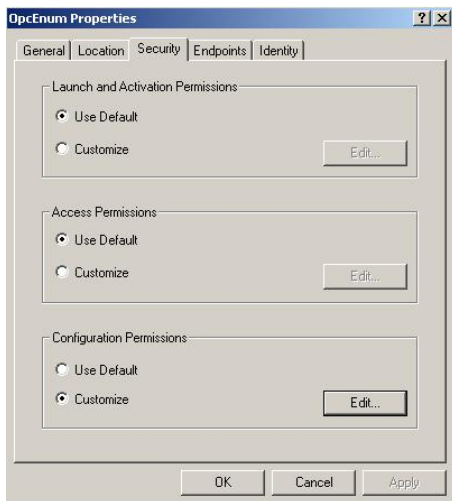 OpcEnum Properties
General Location Security Endpoints Identity
Launch and Activation Permissions
Use Default
Customize
Edit...
Access Permissions
Use Default
Customize
Edit...
Configuration Permissions
Use Default
Customize
Edit...
OK Cancel Apply